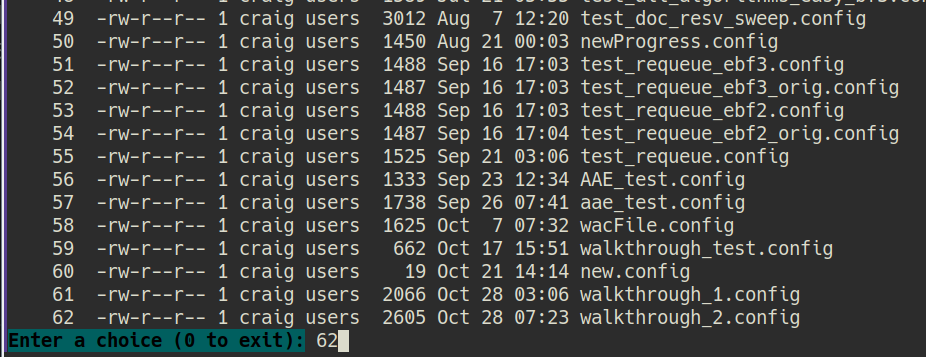 49 -rw-r--r-- 1 craig users 3012 Aug 7 12:20 test_doc_resv_sweep.config
50 -rw-r--r-- 1 craig users 1450 Aug 21 00:03 newProgress.config
51 -rw-r--r-- 1 craig users 1488 Sep 16 17:03 test_requeue_ebf3.config
52 -rw-r--r-- 1 craig users 1487 Sep 16 17:03 test_requeue_ebf3_orig.config
53 -rw-r--r-- 1 craig users 1488 Sep 16 17:03 test_requeue_ebf2.config
54 -rw-r--r-- 1 craig users 1487 Sep 16 17:04 test_requeue_ebf2_orig.config
55 -rw-r--r-- 1 craig users 1525 Sep 21 03:06 test_requeue.config
56 -rw-r--r-- 1 craig users 1333 Sep 23 12:34 AAE_test.config
57 -rw-r--r-- 1 craig users 1738 Sep 26 07:41 aae_test.config
58 -rw-r--r-- 1 craig users 1625 Oct 7 07:32 wacFile.config
59 -rw-r--r-- 1 craig users 662 Oct 17 15:51 walkthrough_test.config
60 -rw-r--r-- 1 craig users 19 Oct 21 14:14 new.config
61 -rw-r--r-- 1 craig users 2066 Oct 28 03:06 walkthrough_1.config
62 -rw-r--r-- 1 craig users 2605 Oct 28 07:23 walkthrough_2.config
Enter a choice (0 to exit): 62